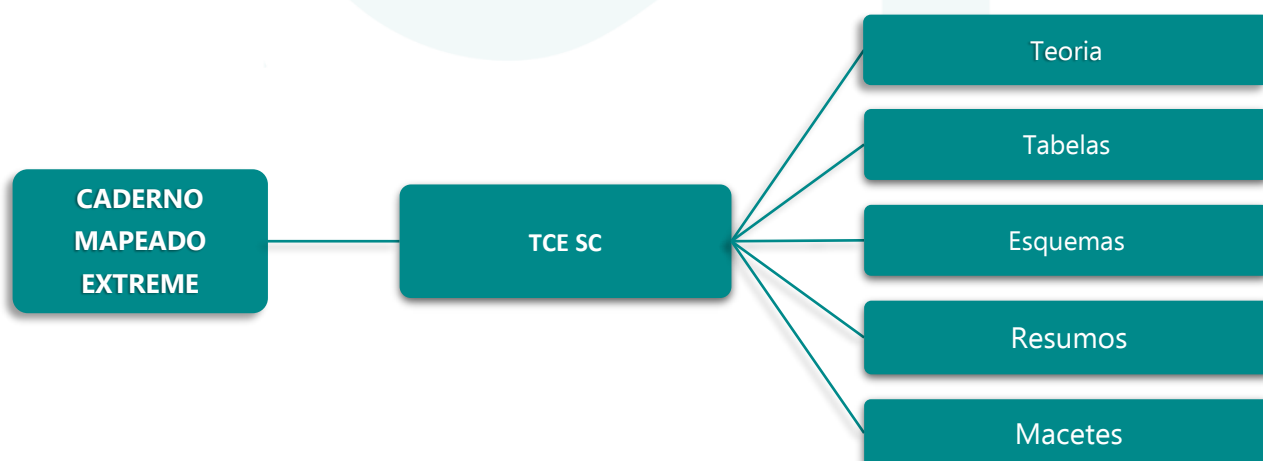 CADERNO
MAPEADO
EXTREME
TCE SC
Teoria
Tabelas
Esquemas
Resumos
Macetes